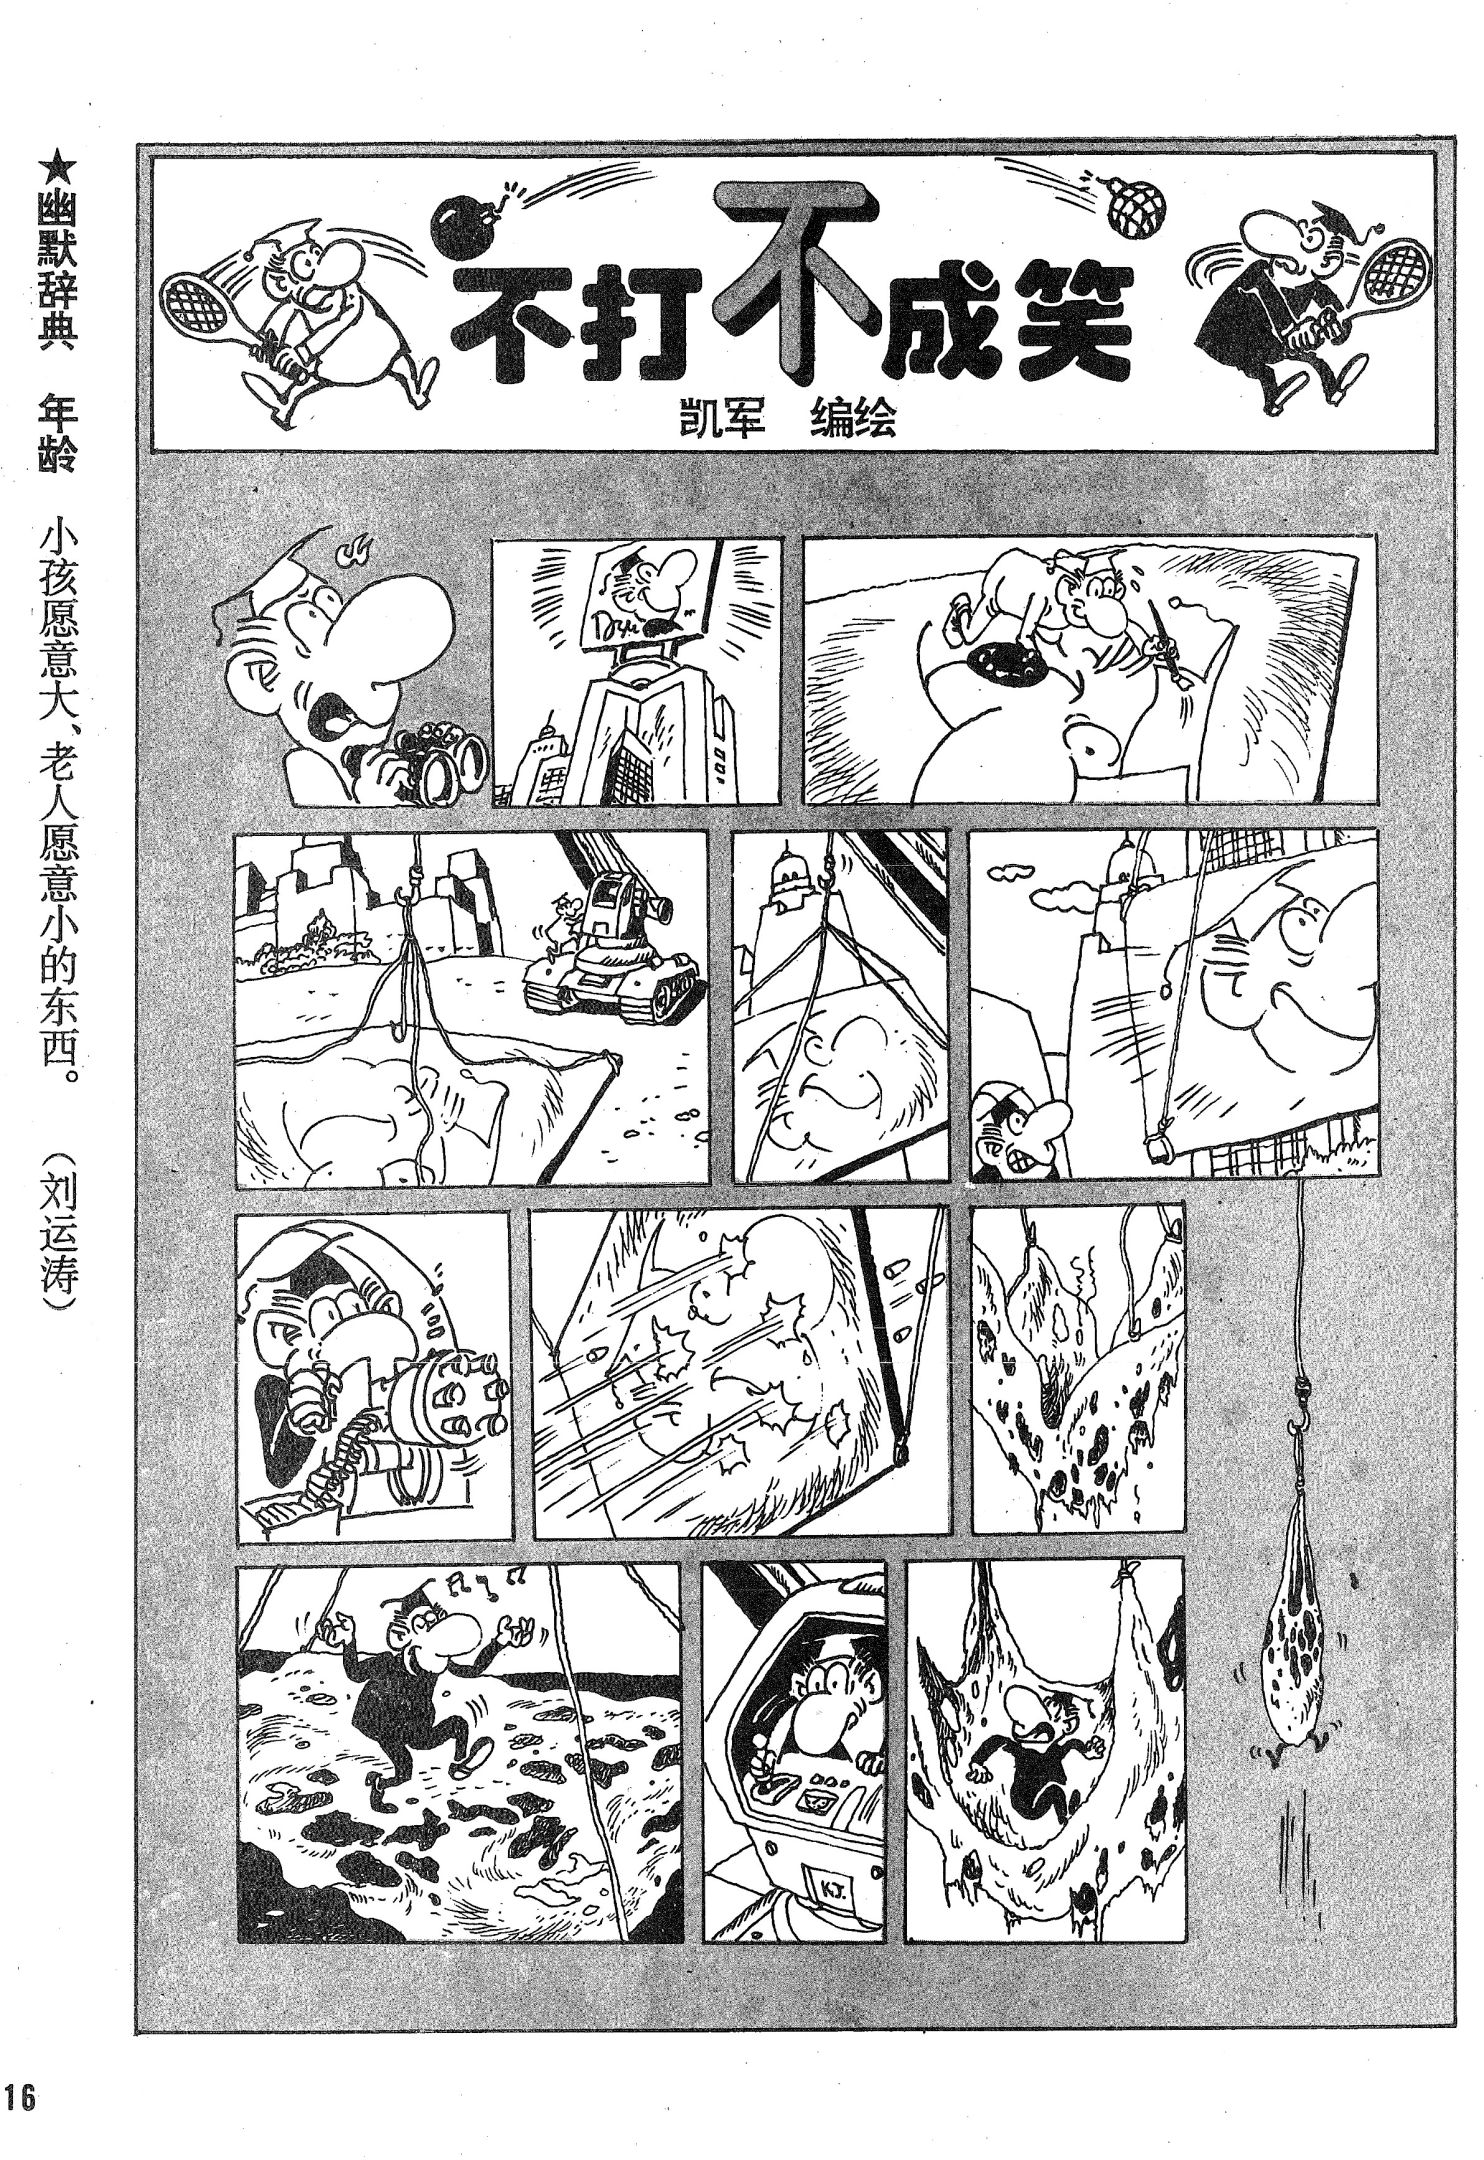 不打不成笑
凯军 编绘
★幽默辞典 年龄 小孩愿意大、老人愿意小的东西。 （刘运涛）
KJ.
16